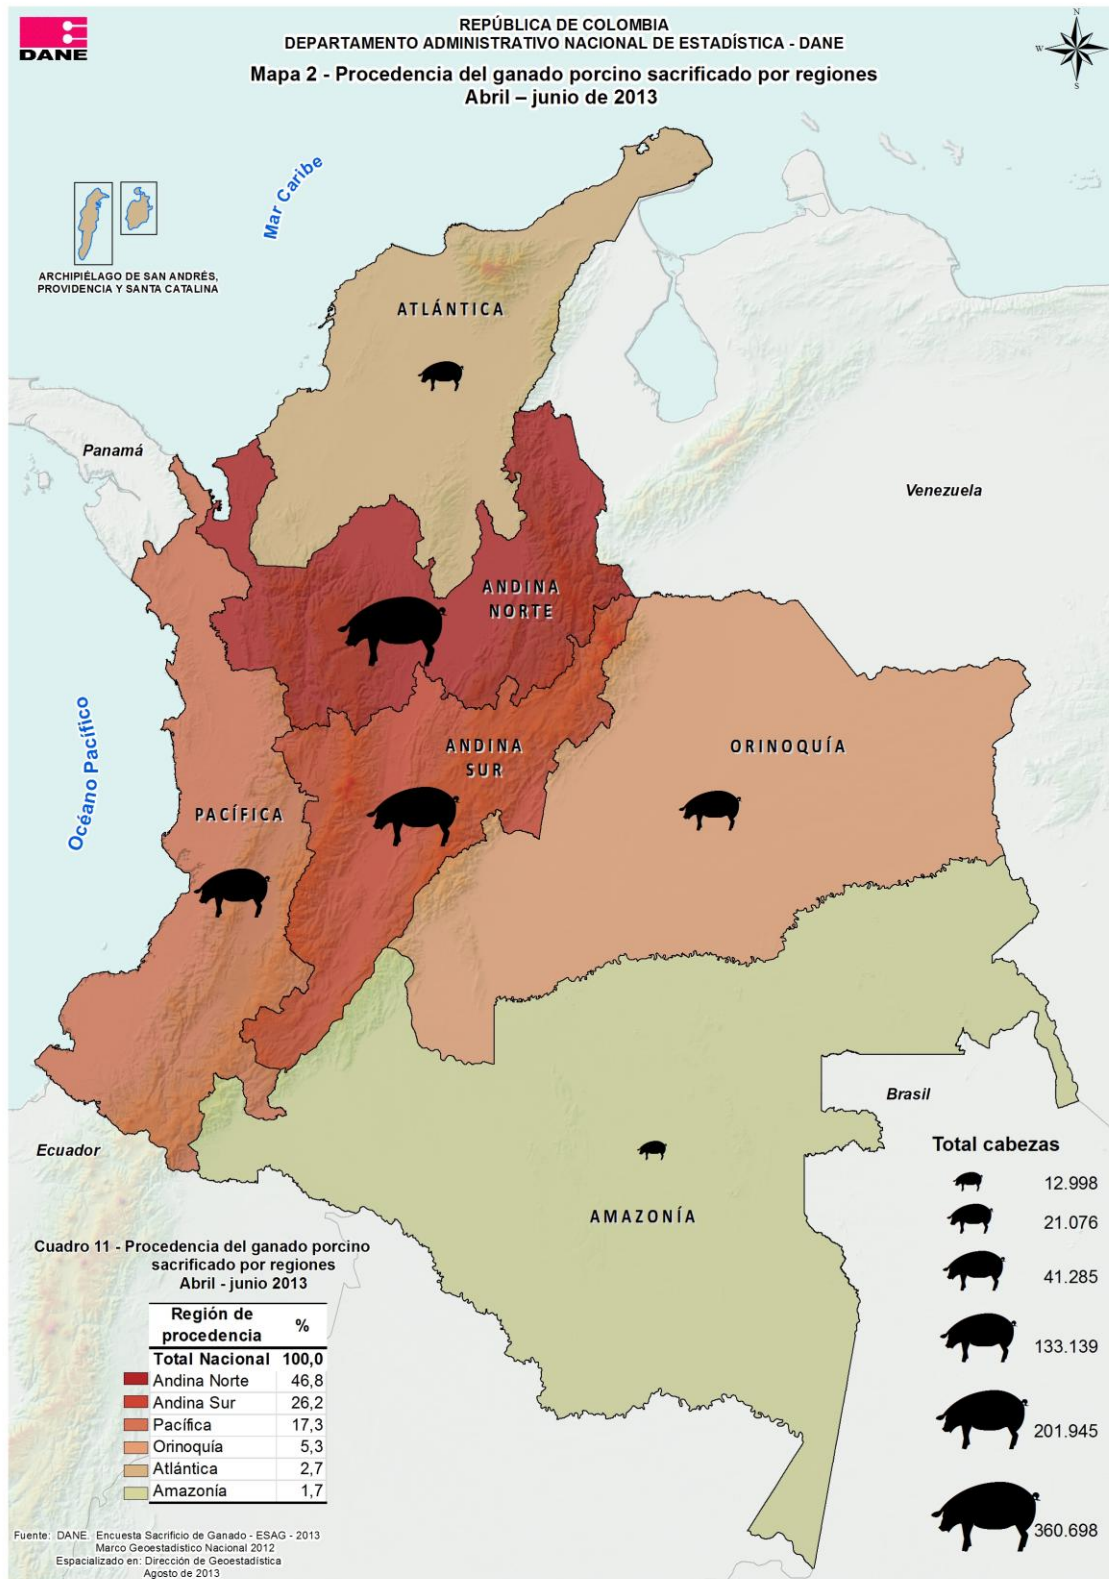 DANE
REPÚBLICA DE COLOMBIA
DEPARTAMENTO ADMINISTRATIVO NACIONAL DE ESTADÍSTICA - DANE
Mapa 2 - Procedencia del ganado porcino sacrificado por regiones
Abril – junio de 2013
N
W
E
S
Mar Caribe
ARCHIPIÉLAGO DE SAN ANDRÉS,
PROVIDENCIA Y SANTA CATALINA
ATLÁNTICA
Panamá
Venezuela
ANDINA
NORTE
Océano Pacífico
ANDINA
SUR
ORINOQUÍA
PACÍFICA
Brasil
Ecuador
AMAZONÍA
Total cabezas
12.998
21.076
41.285
133.139
201.945
360.698
Cuadro 11 - Procedencia del ganado porcino
sacrificado por regiones
Abril - junio 2013
Región de
procedencia %
Total Nacional 100,0
Andina Norte 46,8
Andina Sur 26,2
Pacífica 17,3
Orinoquía 5,3
Atlántica 2,7
Amazonía 1,7
Fuente: DANE. Encuesta Sacrificio de Ganado - ESAG - 2013
Marco Geoestadístico Nacional 2012
Espacializado en: Dirección de Geoestadística
Agosto de 2013